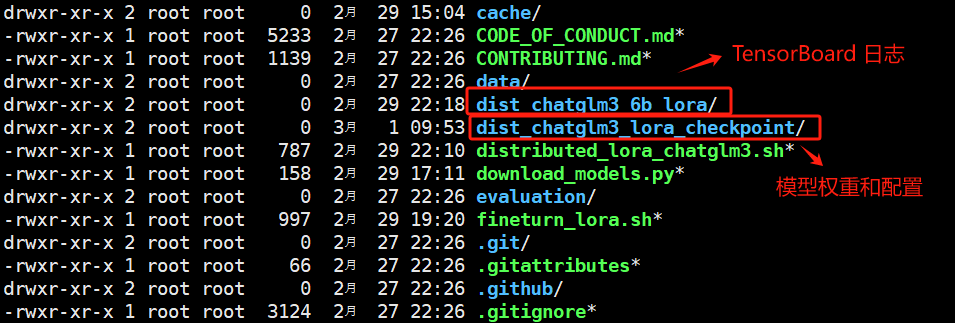 drwxr-xr-x 2 root root    0 2月  29 15:04 cache/
-rwxr-xr-x 1 root root 5233 2月  27 22:26 CODE_OF_CONDUCT.md*
-rwxr-xr-x 1 root root 1139 2月  27 22:26 CONTRIBUTING.md*
TensorBoard 日志
drwxr-xr-x 2 root root    0 2月  27 22:26 data/
drwxr-xr-x 2 root root    0 2月  29 22:18 dist_chatglm3_6b_lora/
drwxr-xr-x 2 root root    0 3月   1 09:53 dist_chatglm3_lora_checkpoint/
-rwxr-xr-x 1 root root  787 2月  29 22:10 distributed_lora_chatglm3.sh*
-rwxr-xr-x 1 root root  158 2月  29 17:11 download_models.py*
模型权重和配置
drwxr-xr-x 2 root root    0 2月  27 22:26 evaluation/
-rwxr-xr-x 1 root root  997 2月  29 19:20 fineturn_lora.sh*
drwxr-xr-x 2 root root    0 2月  27 22:26 .git/
-rwxr-xr-x 1 root root   66 2月  27 22:26 .gitattributes*
drwxr-xr-x 2 root root    0 2月  27 22:26 .github/
-rwxr-xr-x 1 root root 3124 2月  27 22:26 .gitignore*